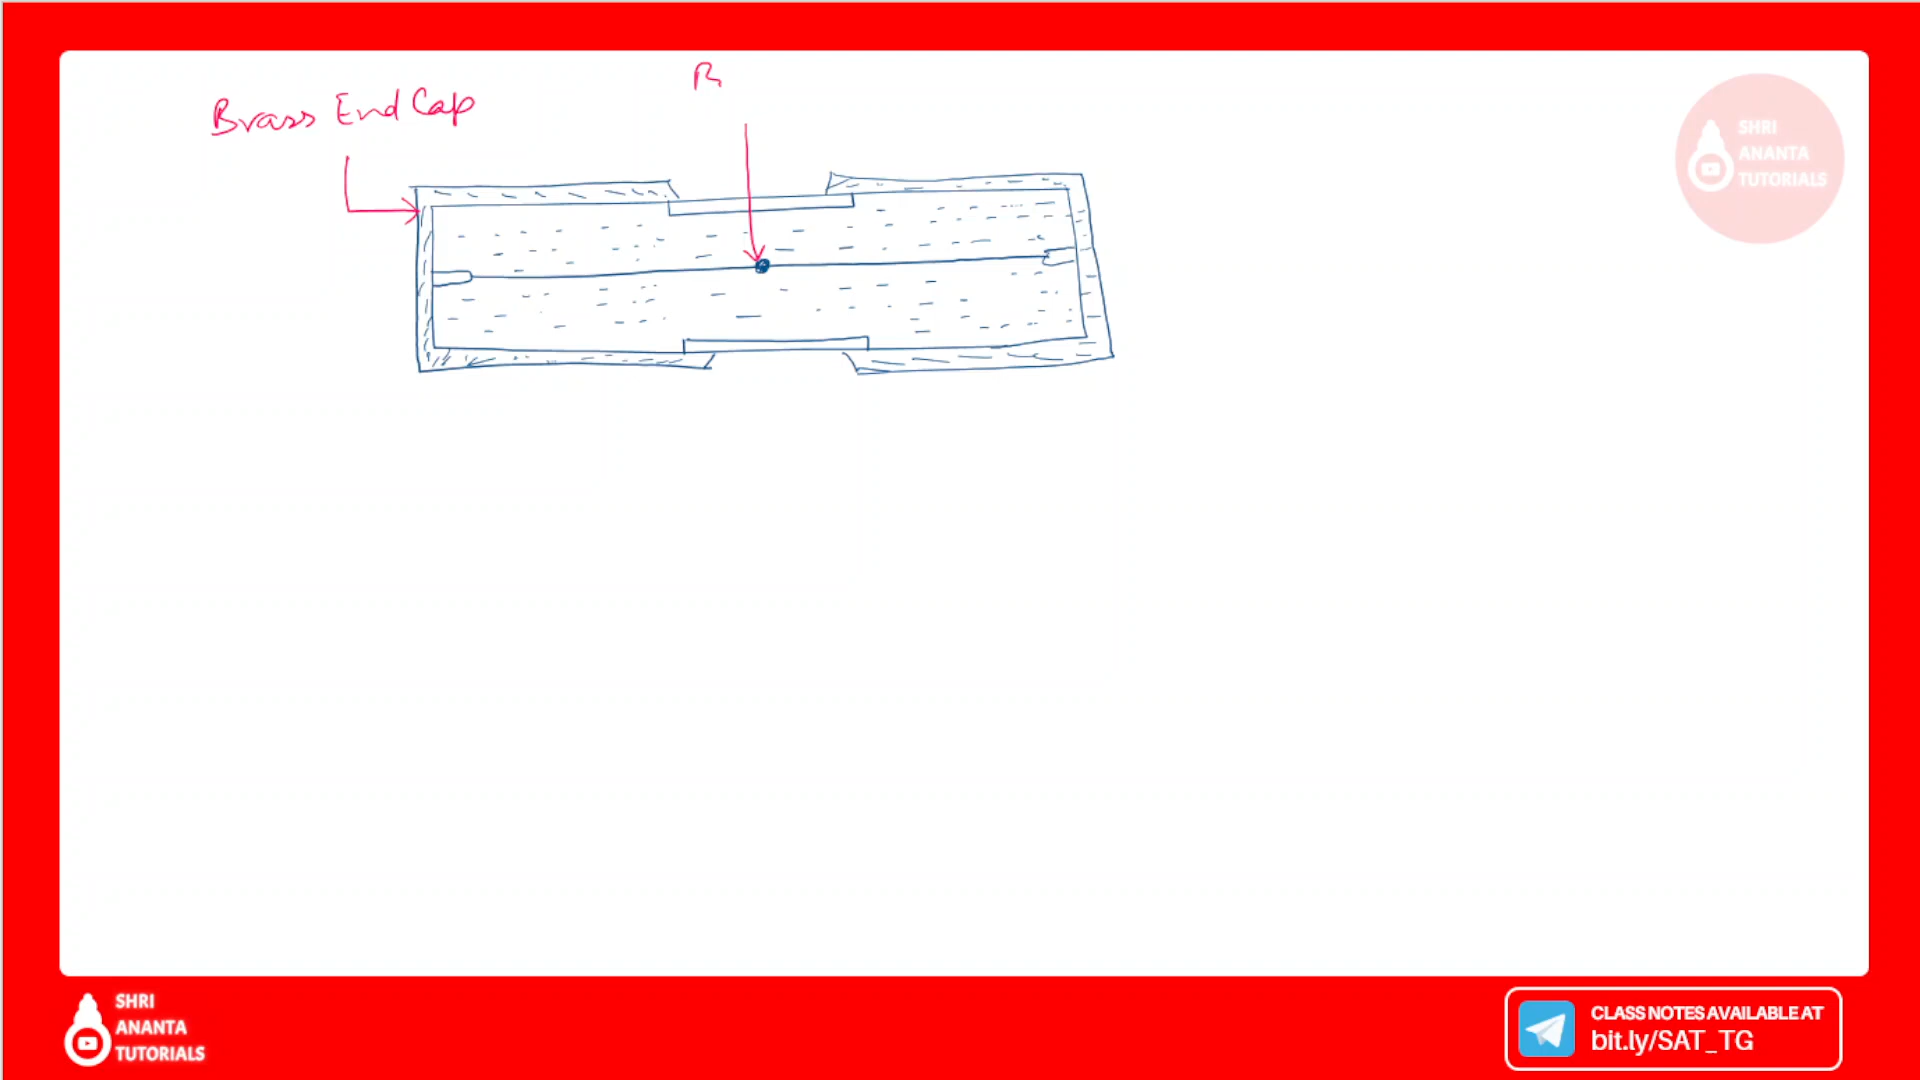 Brass End Cap
SHRI
ANANTA
TUTORIALS
SHRI
ANANTA
TUTORIALS
CLASS NOTES AVAILABLE AT
bit.ly/SAT_TG